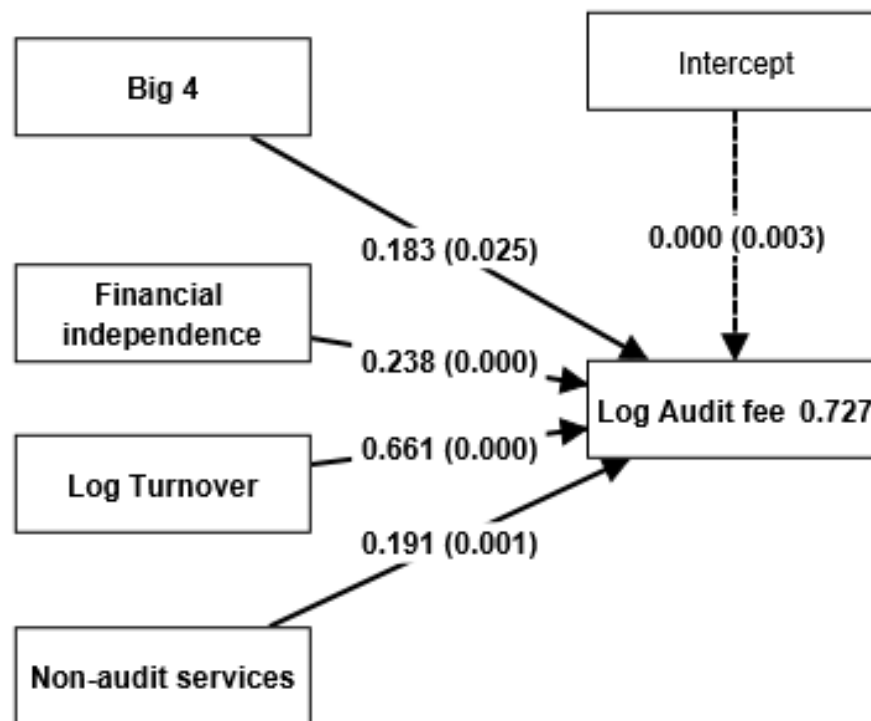 Big 4
Intercept
0.183 (0.025)
0.000 (0.003)
Financial
independence
0.238 (0.000)
Log Audit fee 0.727
Log Turnover
0.661 (0.000)
0.191 (0.001)
Non-audit services